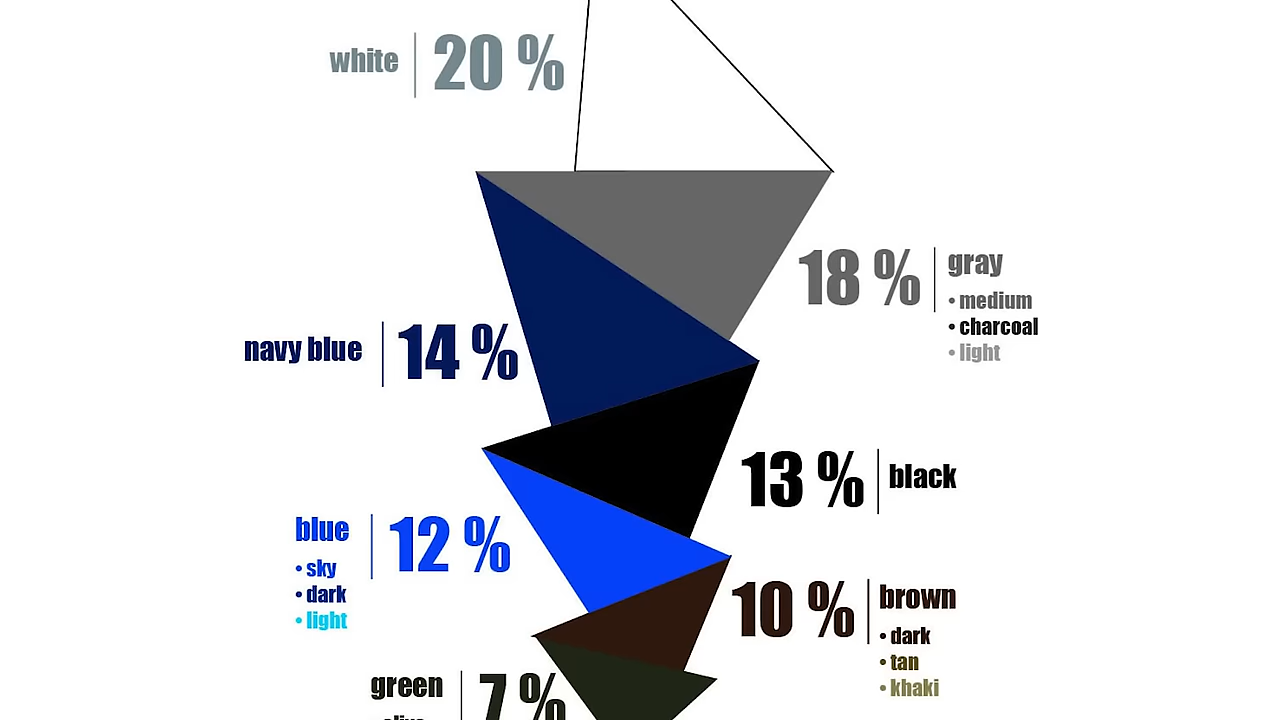 white 20 %
18 % gray
• medium
• charcoal
• light
navy blue 14 %
13 % black
blue 12 %
• sky
• dark
• light
10 % brown
• dark
• tan
• khaki
green 7 %